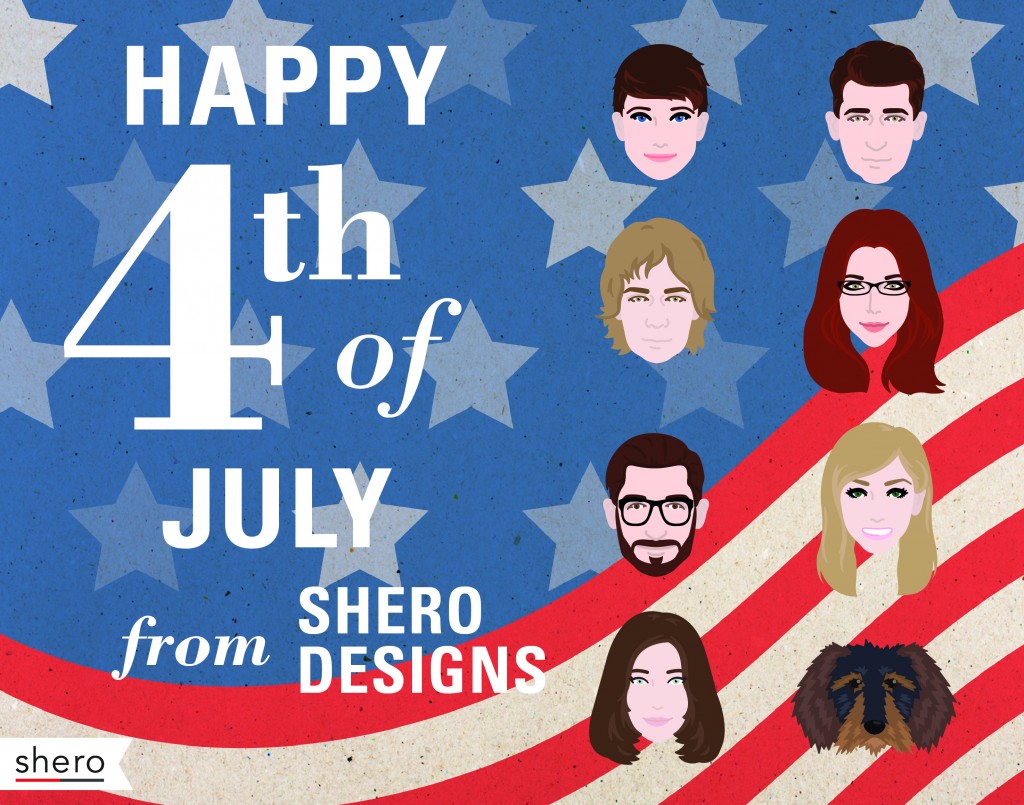 HAPPY
4th of
JULY
from SHERO
DESIGNS
shero